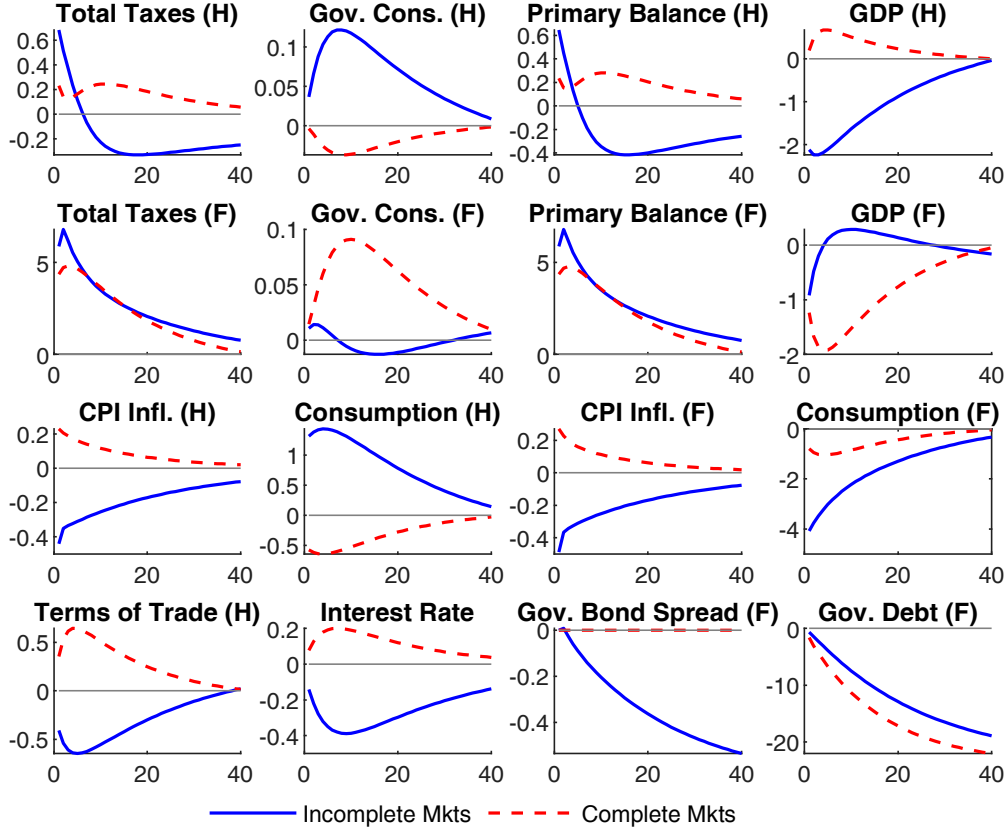 Total Taxes (H) Gov. Cons. (H) Primary Balance (H) GDP (H)
0.6
0.4
0.2
0
-0.2
0 20 40
0.1
0.05
0
0 20 40
0.6
0.4
0.2
0
-0.2
-0.4
0 20 40
0
-1
-2
0 20 40
Total Taxes (F) Gov. Cons. (F) Primary Balance (F) GDP (F)
5
0
0 20 40
0.1
0.05
0
0 20 40
5
0
0 20 40
0
-1
-2
0 20 40
CPI Infl. (H) Consumption (H) CPI Infl. (F) Consumption (F)
0.2
0
-0.2
-0.4
0 20 40
1
0.5
0
-0.5
0 20 40
0.2
0
-0.2
-0.4
0 20 40
0
-2
-4
0 20 40
Terms of Trade (H) Interest Rate Gov. Bond Spread (F) Gov. Debt (F)
0.5
0
-0.5
0 20 40
0.2
0
-0.2
-0.4
0 20 40
0
-0.2
-0.4
0 20 40
0
-10
-20
0 20 40
Incomplete Mkts Complete Mkts